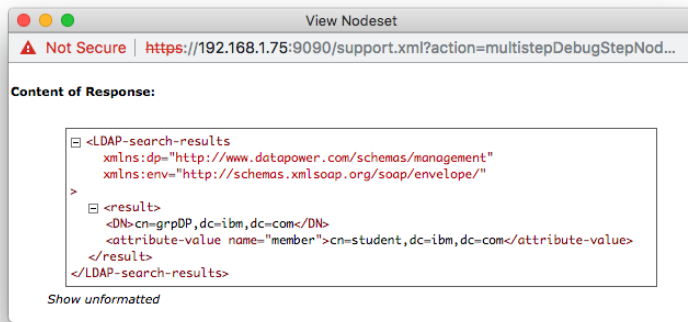 View Nodeset
Not Secure | https://192.168.1.75:9090/support.xml?action=multistepDebugStepNod...
Content of Response:
<LDAP-search-results
xmlns:dp="http://www.datapower.com/schemas/management"
xmlns:env="http://schemas.xmlsoap.org/soap/envelope/"
>
<result>
<DN>cn=grpDP,dc=ibm,dc=com</DN>
<attribute-value name="member">cn=student,dc=ibm,dc=com</attribute-value>
</result>
</LDAP-search-results>
Show unformatted